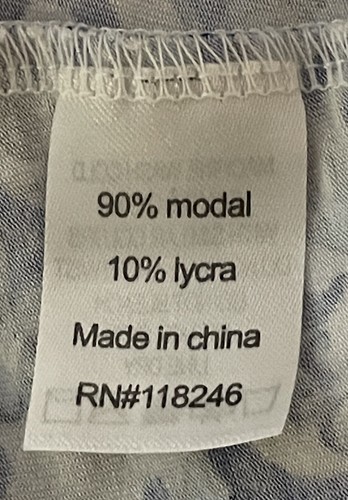 90% modal
10% lycra
Made in china
RN#118246